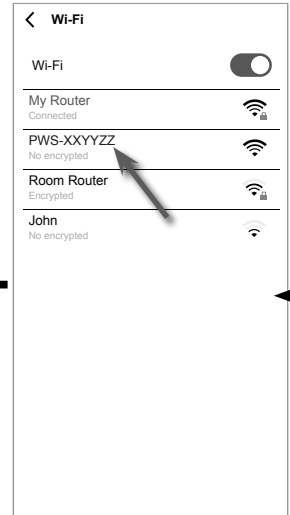 Wi-Fi
Wi-Fi
My Router
Connected
PWS-XXYYZZ
No encrypted
Room Router
Encrypted
John
No encrypted